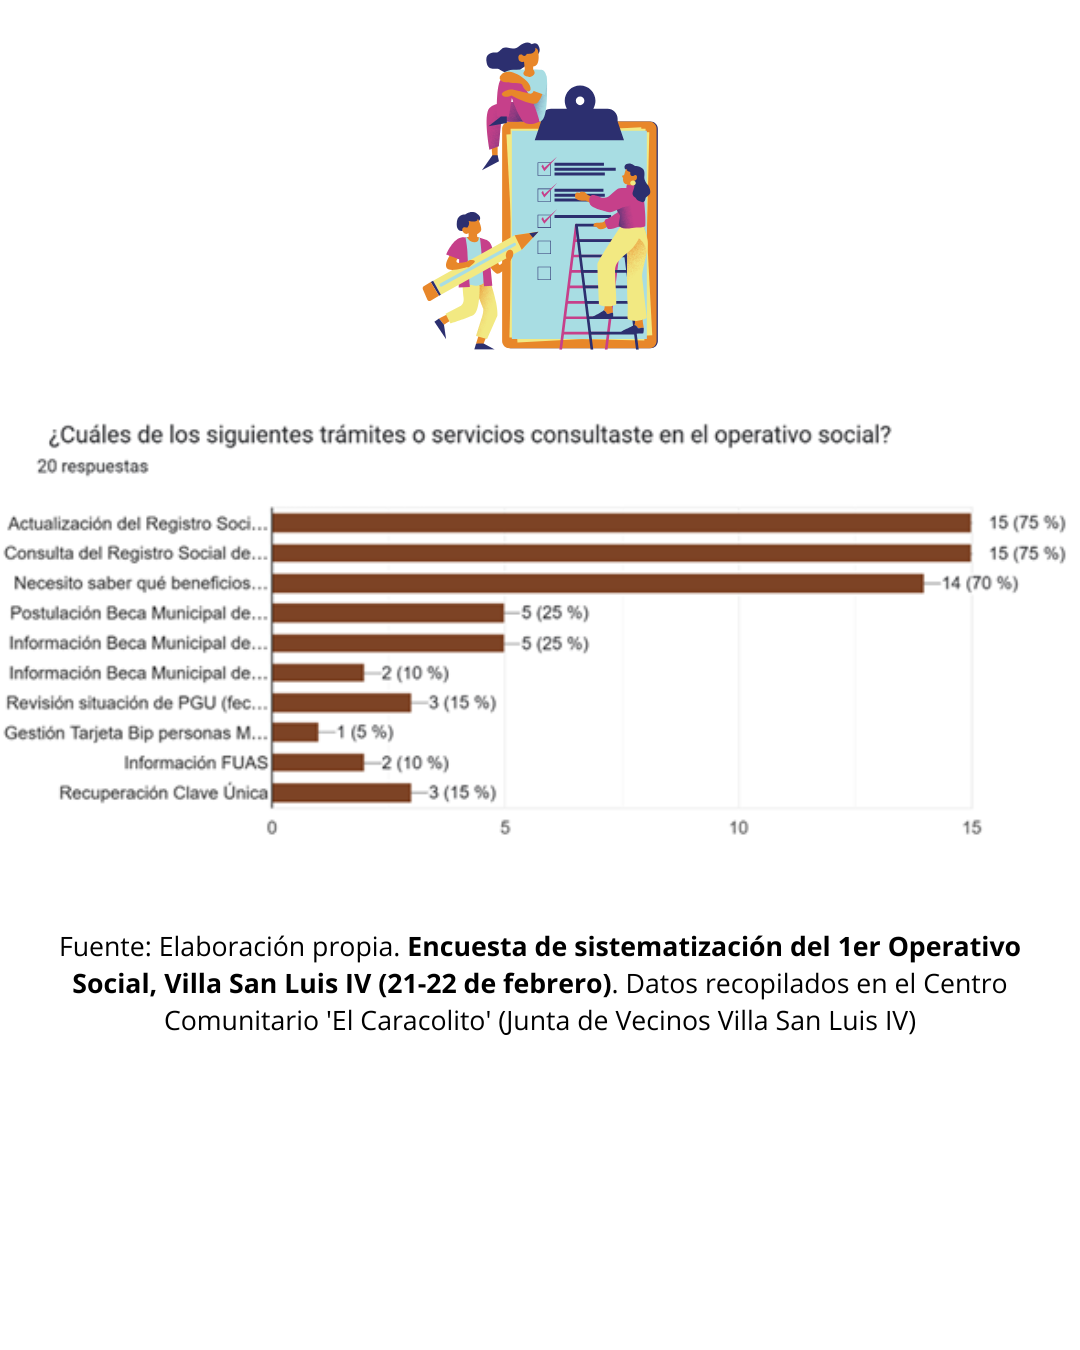 ¿Cuáles de los siguientes trámites o servicios consultaste en el operativo social?
20 respuestas
Actualización del Registro Soci… 15 (75 %)
Consulta del Registro Social de… 15 (75 %)
Necesito saber qué beneficios… 14 (70 %)
Postulación Beca Municipal de… 5 (25 %)
Información Beca Municipal de… 5 (25 %)
Información Beca Municipal de… 2 (10 %)
Revisión situación de PGU (fec… 3 (15 %)
Gestión Tarjeta Bip personas M… 1 (5 %)
Información FUAS 2 (10 %)
Recuperación Clave Única 3 (15 %)
0 5 10 15
Fuente: Elaboración propia. Encuesta de sistematización del 1er Operativo
Social, Villa San Luis IV (21-22 de febrero). Datos recopilados en el Centro
Comunitario 'El Caracolito' (Junta de Vecinos Villa San Luis IV)